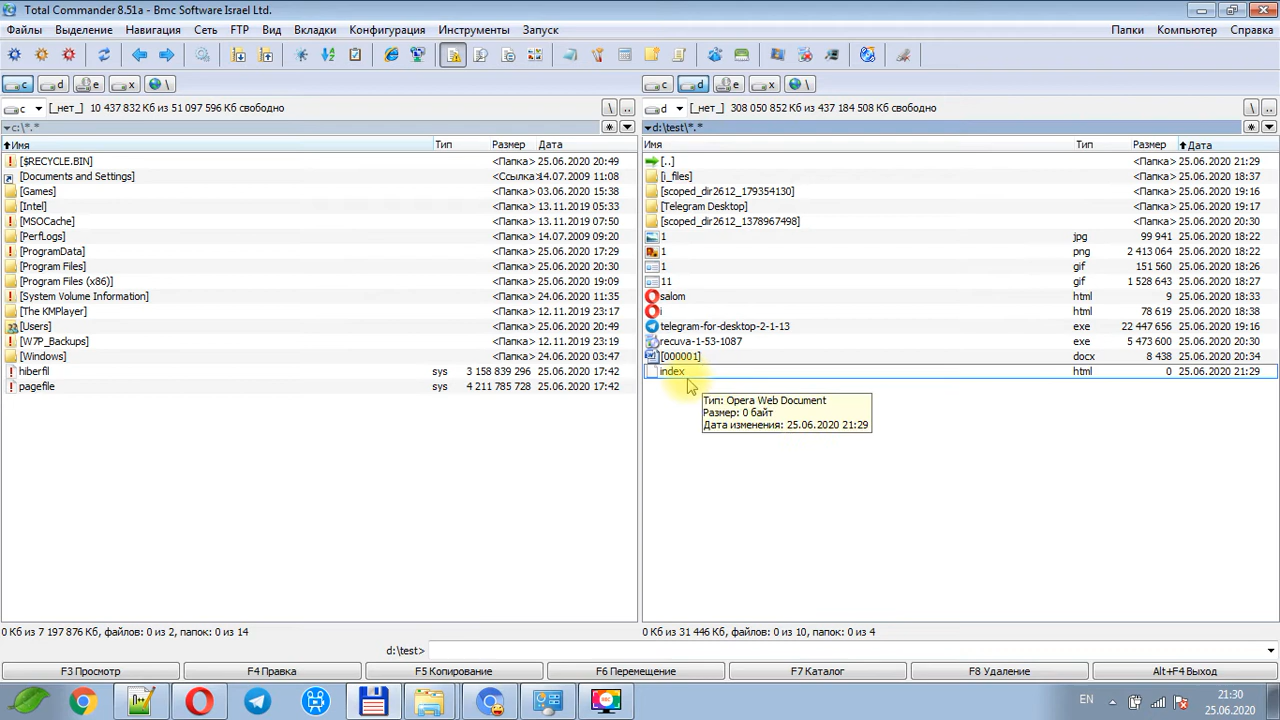 Total Commander 8.51a - Bmc Software Israel Ltd.
Файлы Выделение Навигация Сеть FTP Вид Вкладки Конфигурация Инструменты Запуск Папки Компьютер Справка
c d e x \ c d e x \
c [_нет_] 10 437 832 Кб из 51 097 596 Кб свободно \ .. d [_нет_] 308 050 852 Кб из 437 184 508 Кб свободно \ ..
c:\*.* * d:\test\*.* *
Имя Тип Размер Дата Имя Тип Размер Дата
[$RECYCLE.BIN] <Папка> 25.06.2020 20:49 [..] <Папка> 25.06.2020 21:29
[Documents and Settings] <Ссылка> 14.07.2009 11:08 [i_files] <Папка> 25.06.2020 18:37
[Games] <Папка> 03.06.2020 15:38 [scoped_dir2612_179354130] <Папка> 25.06.2020 19:16
[Intel] <Папка> 13.11.2019 05:33 [Telegram Desktop] <Папка> 25.06.2020 19:17
[MSOCache] <Папка> 13.11.2019 07:50 [scoped_dir2612_1378967498] <Папка> 25.06.2020 20:30
[PerfLogs] <Папка> 14.07.2009 09:20 1 jpg 99 941 25.06.2020 18:22
[ProgramData] <Папка> 25.06.2020 17:29 1 png 2 413 064 25.06.2020 18:22
[Program Files] <Папка> 25.06.2020 20:30 1 gif 151 560 25.06.2020 18:26
[Program Files (x86)] <Папка> 25.06.2020 19:09 11 gif 1 528 643 25.06.2020 18:27
[System Volume Information] <Папка> 24.06.2020 11:35 salom html 9 25.06.2020 18:33
[The KMPlayer] <Папка> 12.11.2019 23:17 i html 78 619 25.06.2020 18:38
[Users] <Папка> 25.06.2020 20:49 telegram-for-desktop-2-1-13 exe 22 447 656 25.06.2020 19:16
[W7P_Backups] <Папка> 12.11.2019 23:19 recuva-1-53-1087 exe 5 473 600 25.06.2020 20:30
[Windows] <Папка> 24.06.2020 03:47 [000001] docx 8 438 25.06.2020 20:34
hiberfil sys 3 158 839 296 25.06.2020 17:42 index html 0 25.06.2020 21:29
pagefile sys 4 211 785 728 25.06.2020 17:42
Тип: Opera Web Document
Размер: 0 байт
Дата изменения: 25.06.2020 21:29
0 Кб из 7 197 876 Кб, файлов: 0 из 2, папок: 0 из 14 0 Кб из 31 446 Кб, файлов: 0 из 10, папок: 0 из 4
d:\test>
F3 Просмотр F4 Правка F5 Копирование F6 Перемещение F7 Каталог F8 Удаление Alt+F4 Выход
EN 21:30
25.06.2020